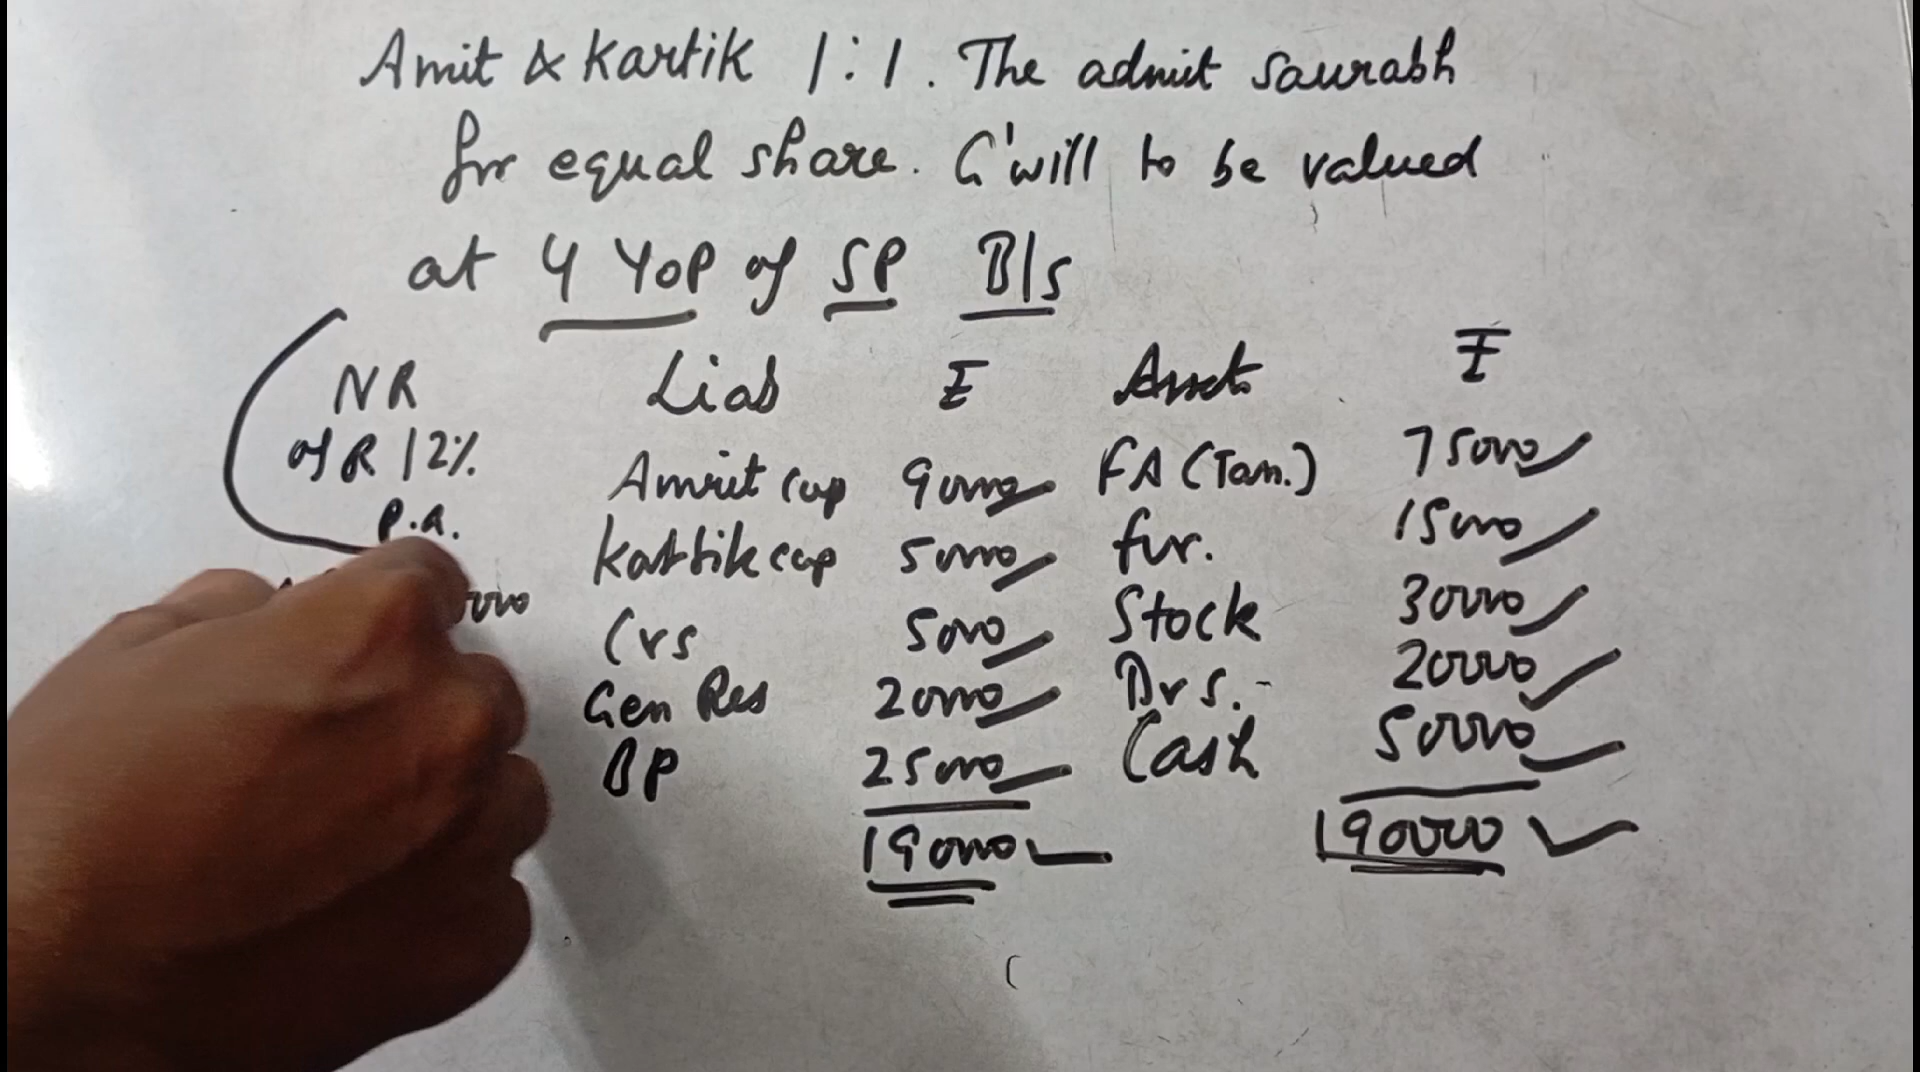 Amit & Kartik 1:1. The admit Saurabh
for equal share. G'will to be valued
at 4 YoP of SP B/s
NR
of R 12%
P.a.
Liab ₹ Assets ₹
Amit cap 90000 FA (Tan.) 75000
Kartik cap 50000 fur. 15000
Crs 5000 Stock 30000
Gen Res 20000 Drs. 20000
BP 25000 Cash 50000
190000 190000